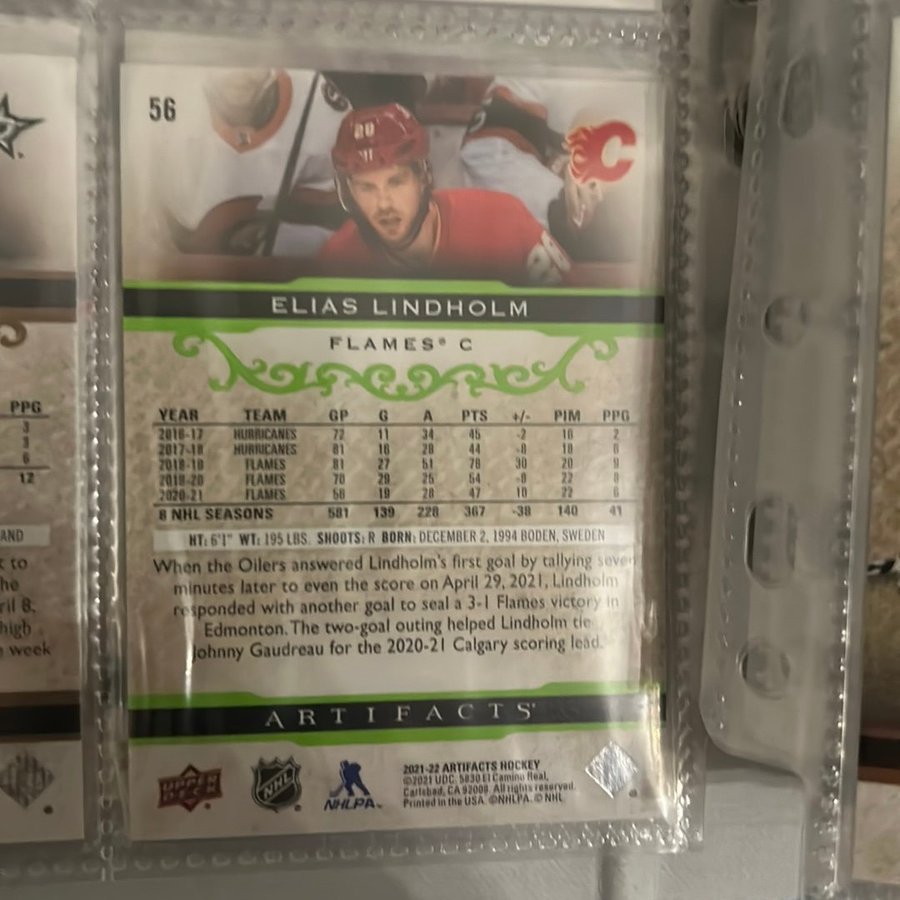 56
20
C
ELIAS LINDHOLM
FLAMES® C
YEAR TEAM GP G A PTS +/- PIM PPG
2016-17 HURRICANES 72 11 34 45 -2 16 2
2017-18 HURRICANES 81 16 28 44 -8 18 6
2018-19 FLAMES 81 27 51 78 30 20 9
2019-20 FLAMES 70 29 25 54 -8 22 8
2020-21 FLAMES 56 19 28 47 10 22 6
8 NHL SEASONS 581 139 228 367 -38 140 41
HT: 6'1" WT: 195 LBS. SHOOTS: R BORN: DECEMBER 2, 1994 BODEN, SWEDEN
When the Oilers answered Lindholm's first goal by tallying seven
minutes later to even the score on April 29, 2021, Lindholm
responded with another goal to seal a 3-1 Flames victory in
Edmonton. The two-goal outing helped Lindholm tie
Johnny Gaudreau for the 2020-21 Calgary scoring lead.
ARTIFACTS
UPPER DECK
NHL
NHLPA
2021-22 ARTIFACTS HOCKEY
©2021 UDC. 5830 El Camino Real,
Carlsbad, CA 92008. All rights reserved.
Printed in the USA. ©NHLPA. © NHL
PPG
3
3
6
12
AND
to
he
ril 8,
high
week